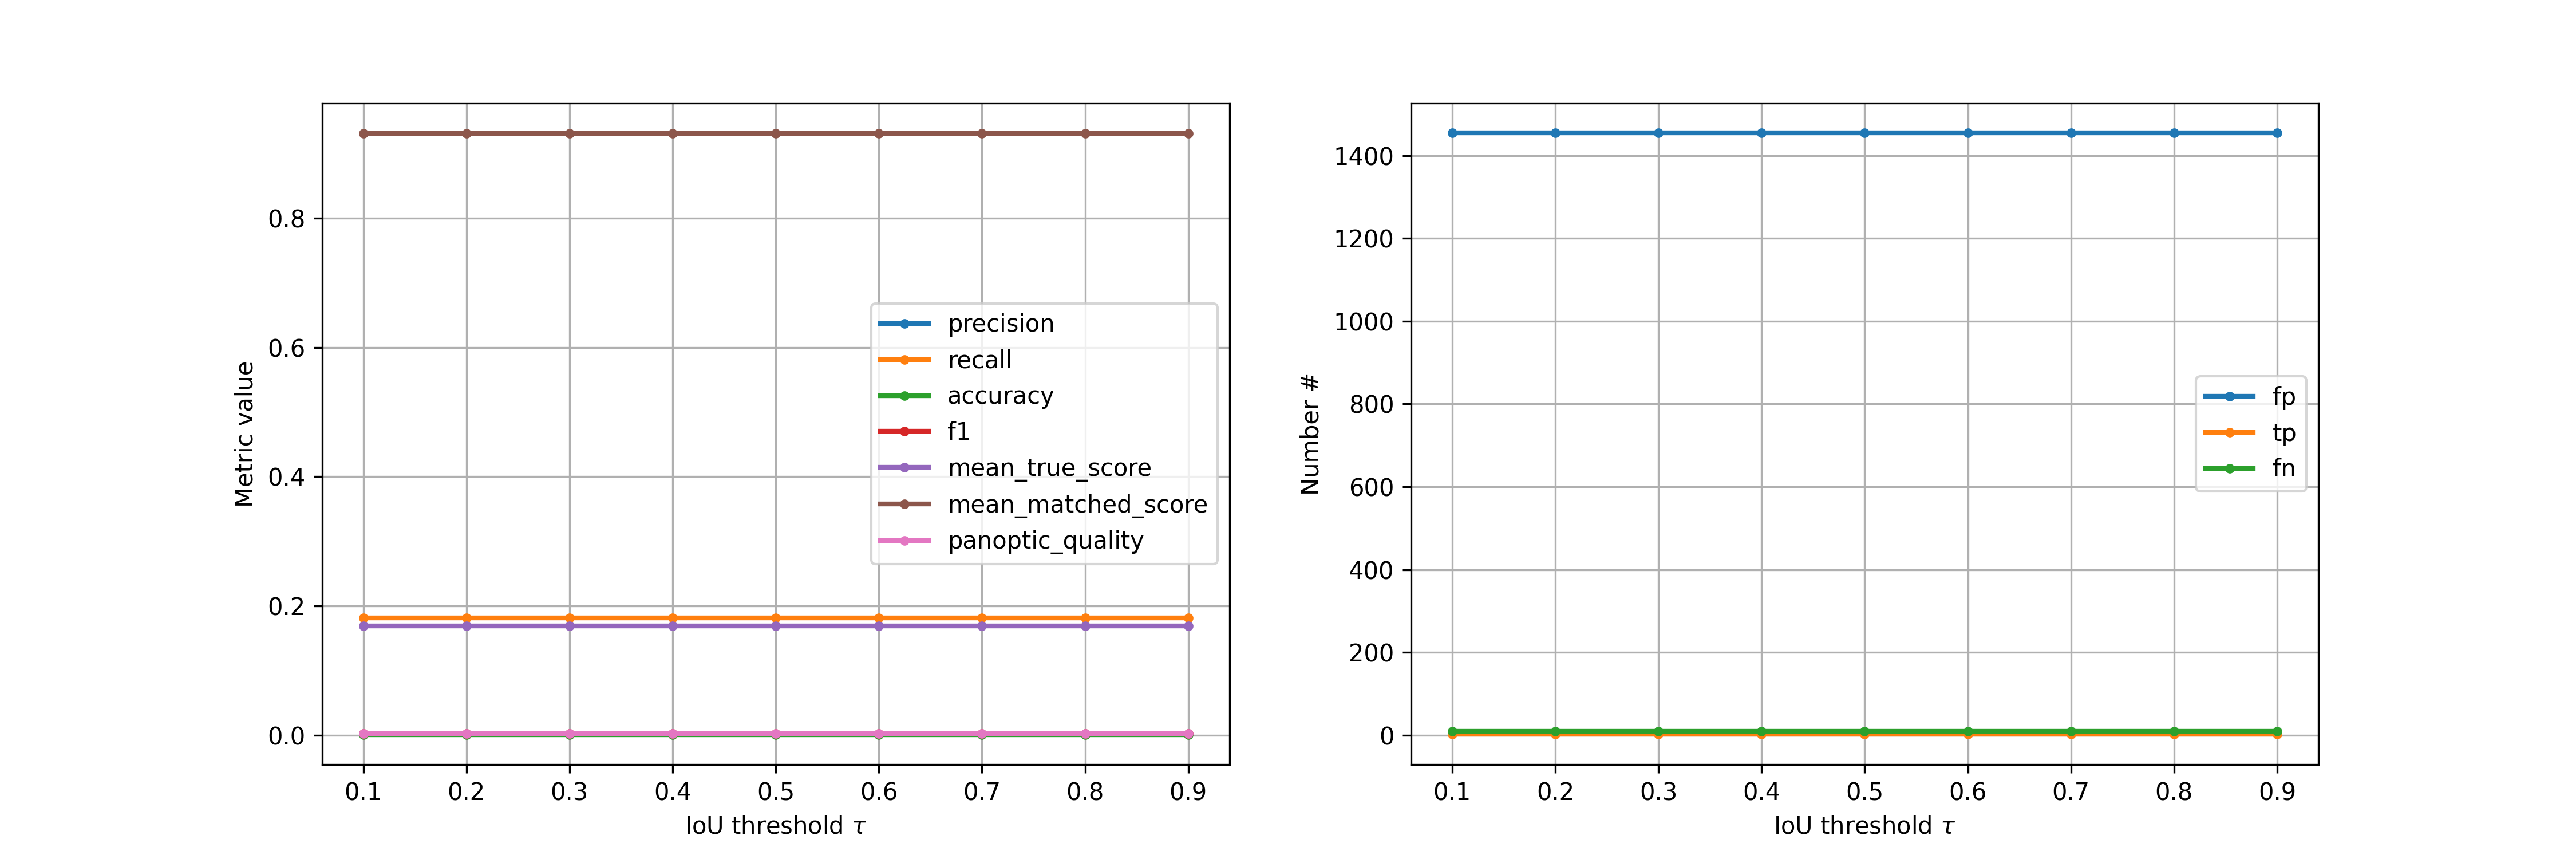 0.8
0.6
0.4
0.2
0.0
Metric value
precision
recall
accuracy
f1
mean_true_score
mean_matched_score
panoptic_quality
0.1 0.2 0.3 0.4 0.5 0.6 0.7 0.8 0.9
IoU threshold τ
1400
1200
1000
800
600
400
200
0
Number #
fp
tp
fn
0.1 0.2 0.3 0.4 0.5 0.6 0.7 0.8 0.9
IoU threshold τ